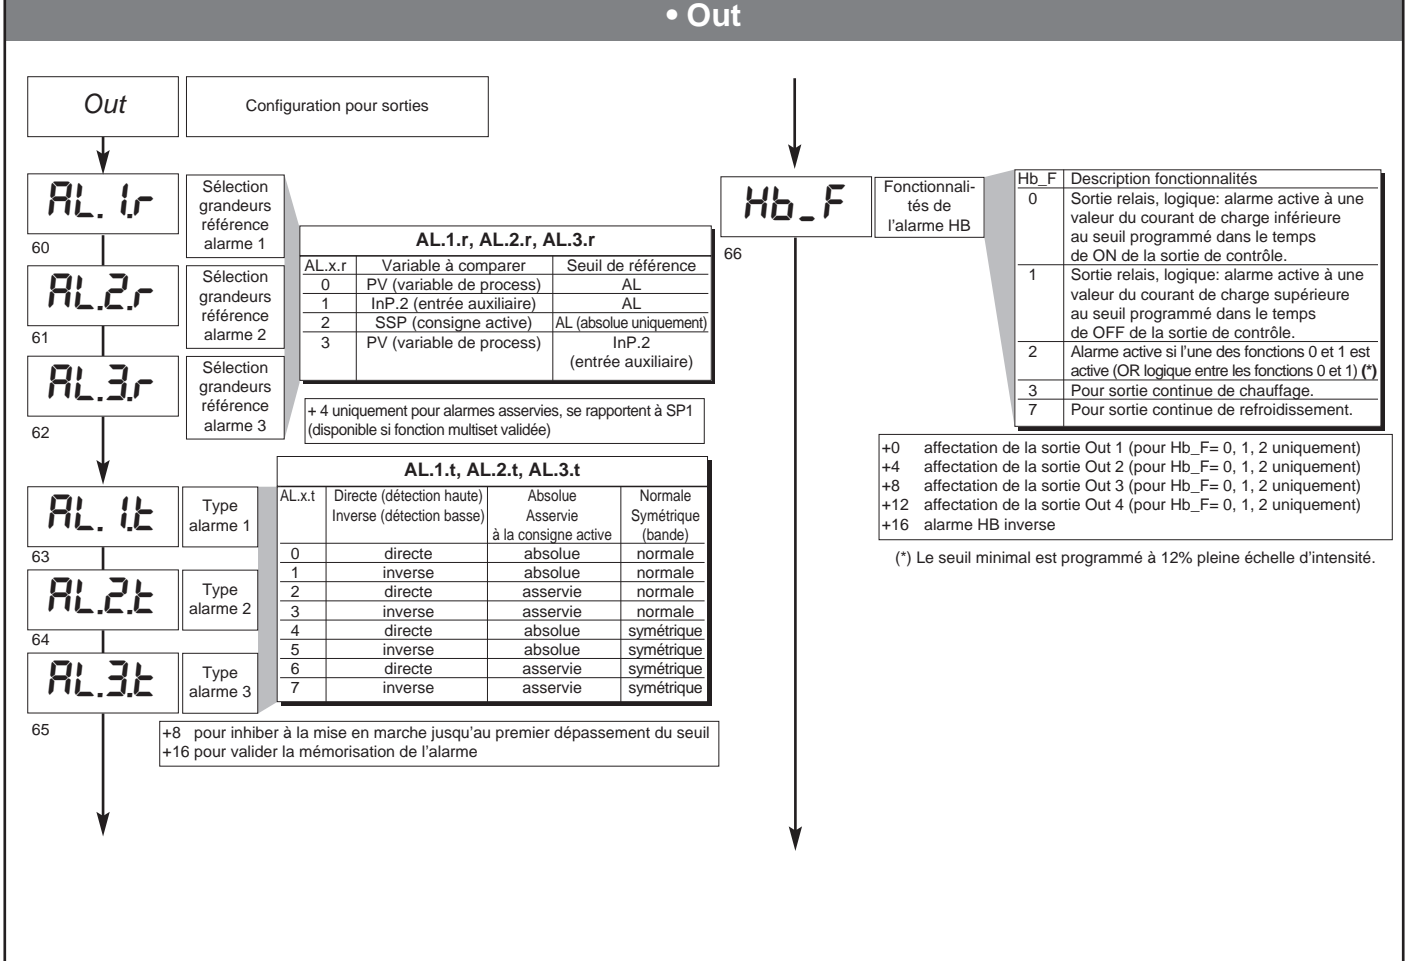 • Out
Out
Configuration pour sorties
AL.1.r
Sélection
grandeurs
référence
alarme 1
60
AL.2.r
Sélection
grandeurs
référence
alarme 2
61
AL.3.r
Sélection
grandeurs
référence
alarme 3
62
AL.1.r, AL.2.r, AL.3.r
AL.x.r Variable à comparer Seuil de référence
0 PV (variable de process) AL
1 InP.2 (entrée auxiliaire) AL
2 SSP (consigne active) AL (absolue uniquement)
3 PV (variable de process) InP.2
(entrée auxiliaire)
+ 4 uniquement pour alarmes asservies, se rapportent à SP1
(disponible si fonction multiset validée)
AL.1.t
Type
alarme 1
63
AL.2.t
Type
alarme 2
64
AL.3.t
Type
alarme 3
65
AL.1.t, AL.2.t, AL.3.t
AL.x.t Directe (détection haute) Absolue Normale
Inverse (détection basse) Asservie Symétrique
à la consigne active (bande)
0 directe absolue normale
1 inverse absolue normale
2 directe asservie normale
3 inverse asservie normale
4 directe absolue symétrique
5 inverse absolue symétrique
6 directe asservie symétrique
7 inverse asservie symétrique
+8 pour inhiber à la mise en marche jusqu'au premier dépassement du seuil
+16 pour valider la mémorisation de l'alarme
Hb_F
Fonctionnali-
tés de
l'alarme HB
66
Hb_F Description fonctionnalités
0 Sortie relais, logique: alarme active à une
valeur du courant de charge inférieure
au seuil programmé dans le temps
de ON de la sortie de contrôle.
1 Sortie relais, logique: alarme active à une
valeur du courant de charge supérieure
au seuil programmé dans le temps
de OFF de la sortie de contrôle.
2 Alarme active si l'une des fonctions 0 et 1 est
active (OR logique entre les fonctions 0 et 1) (*)
3 Pour sortie continue de chauffage.
7 Pour sortie continue de refroidissement.
+0 affectation de la sortie Out 1 (pour Hb_F= 0, 1, 2 uniquement)
+4 affectation de la sortie Out 2 (pour Hb_F= 0, 1, 2 uniquement)
+8 affectation de la sortie Out 3 (pour Hb_F= 0, 1, 2 uniquement)
+12 affectation de la sortie Out 4 (pour Hb_F= 0, 1, 2 uniquement)
+16 alarme HB inverse
(*) Le seuil minimal est programmé à 12% pleine échelle d'intensité.